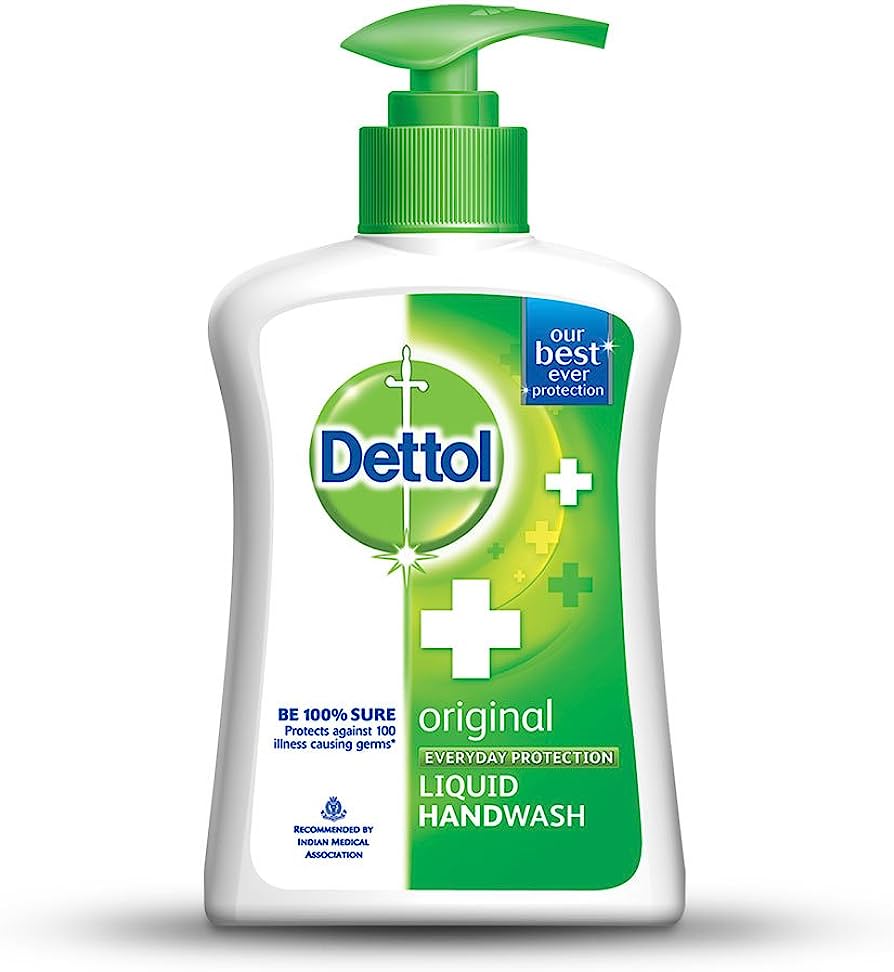 our
best
ever
protection
Dettol
BE 100% SURE
Protects against 100
illness causing germs*
original
EVERYDAY PROTECTION
LIQUID
HANDWASH
RECOMMENDED BY
INDIAN MEDICAL
ASSOCIATION